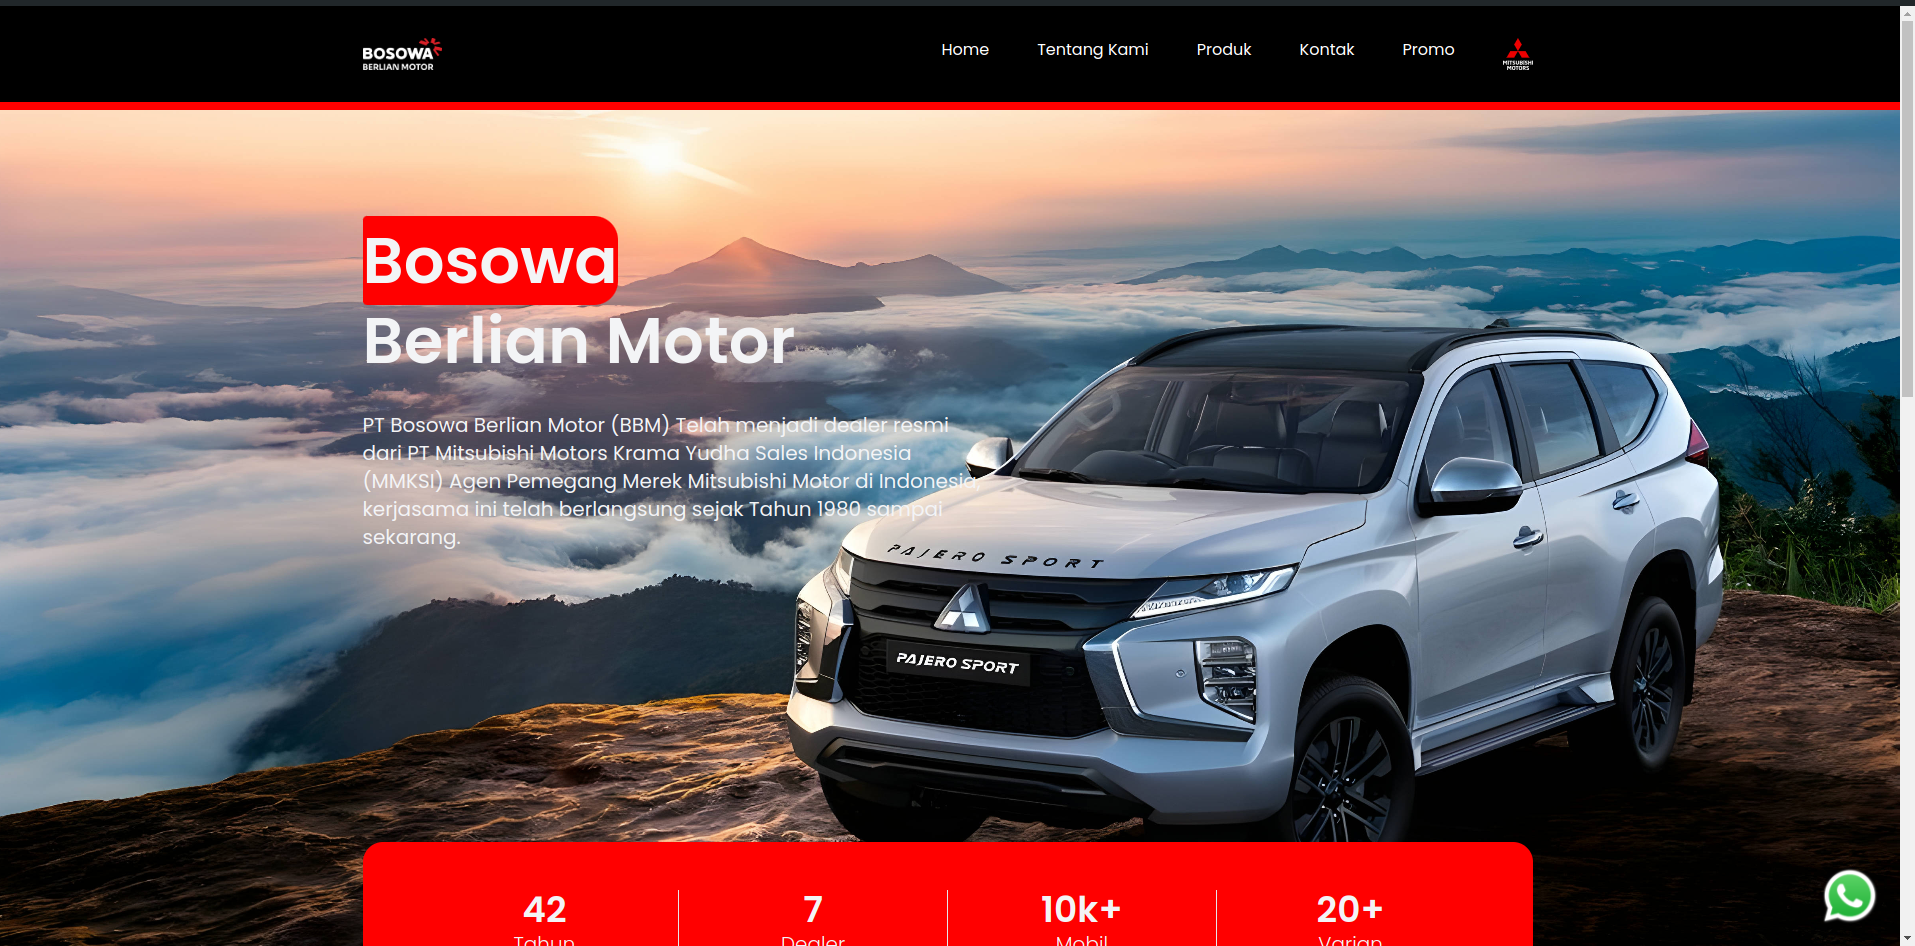 BOSOWA
BERLIAN MOTOR
Home
Tentang Kami
Produk
Kontak
Promo
MITSUBISHI
MOTORS
Bosowa
Berlian Motor
PT Bosowa Berlian Motor (BBM) Telah menjadi dealer resmi
dari PT Mitsubishi Motors Krama Yudha Sales Indonesia
(MMKSI) Agen Pemegang Merek Mitsubishi Motor di Indonesia,
kerjasama ini telah berlangsung sejak Tahun 1980 sampai
sekarang.
PAJERO SPORT
PAJERO SPORT
42
Tahun
7
Dealer
10k+
Mobil
20+
Varian